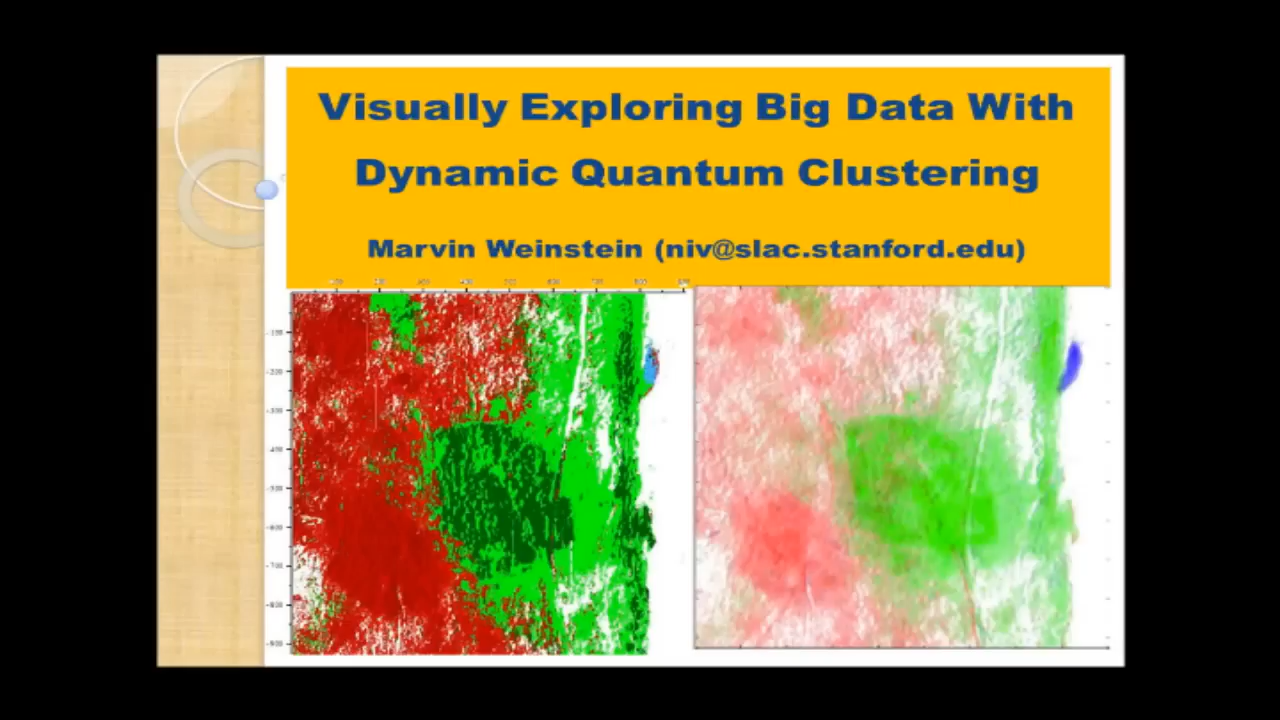 Visually Exploring Big Data With
Dynamic Quantum Clustering
Marvin Weinstein (niv@slac.stanford.edu)